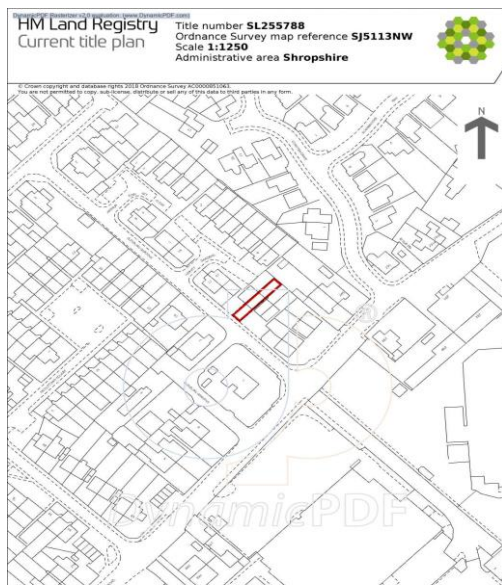 DynamicPDF Rasterizer v2.0 evaluation: (www.DynamicPDF.com)
HM Land Registry
Current title plan
Title number SL255788
Ordnance Survey map reference SJ5113NW
Scale 1:1250
Administrative area Shropshire
© Crown copyright and database rights 2018 Ordnance Survey AC0000851063.
You are not permitted to copy, sub-license, distribute or sell any of this data to third parties in any form.
N
DynamicPDF